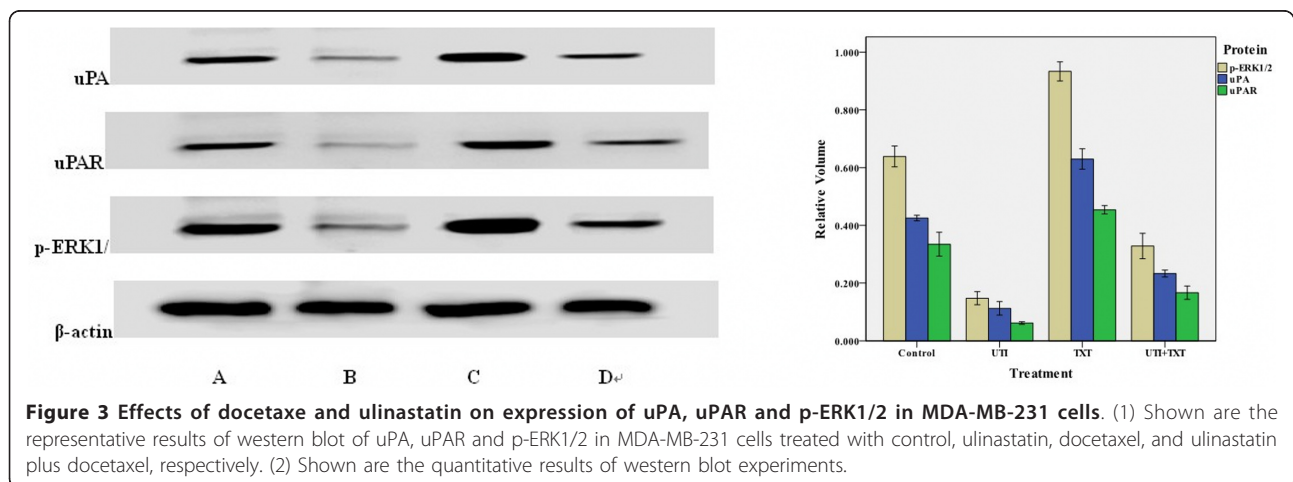 uPA
uPAR
p-ERK1/
β-actin
A B C D↵
Protein
p-ERK1/2
uPA
uPAR
1.000
0.800
0.600
0.400
0.200
0.000
Relative Volume
Control UTI TXT UTI+TXT
Treatment
Figure 3 Effects of docetaxe and ulinastatin on expression of uPA, uPAR and p-ERK1/2 in MDA-MB-231 cells. (1) Shown are the
representative results of western blot of uPA, uPAR and p-ERK1/2 in MDA-MB-231 cells treated with control, ulinastatin, docetaxel, and ulinastatin
plus docetaxel, respectively. (2) Shown are the quantitative results of western blot experiments.